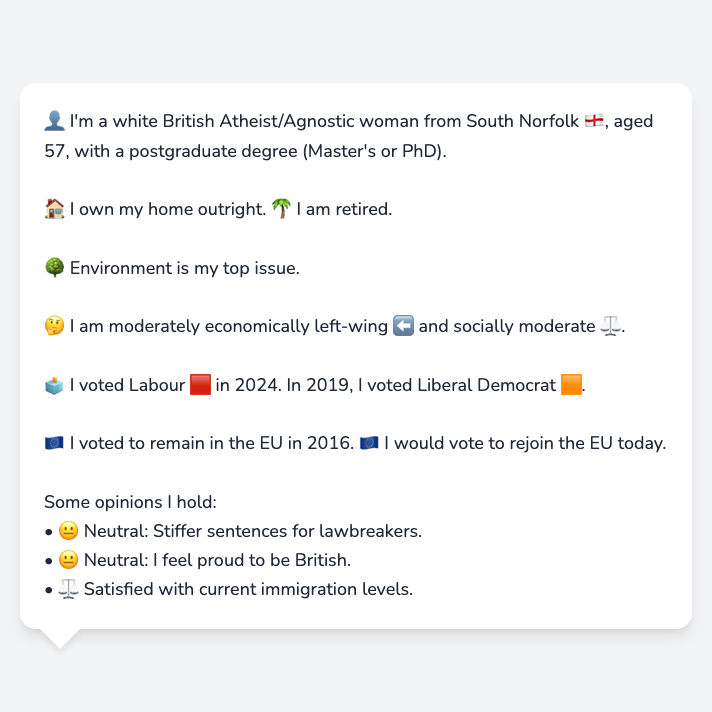 👤 I'm a white British Atheist/Agnostic woman from South Norfolk 🏴󠁧󠁢󠁥󠁮󠁧󠁿, aged
57, with a postgraduate degree (Master's or PhD).
🏠 I own my home outright. 🌴 I am retired.
🌳 Environment is my top issue.
🤔 I am moderately economically left-wing ⬅️ and socially moderate ⚖️.
🗳️ I voted Labour 🟥 in 2024. In 2019, I voted Liberal Democrat 🟧.
🇪🇺 I voted to remain in the EU in 2016. 🇪🇺 I would vote to rejoin the EU today.
Some opinions I hold:
• 😐 Neutral: Stiffer sentences for lawbreakers.
• 😐 Neutral: I feel proud to be British.
• ⚖️ Satisfied with current immigration levels.